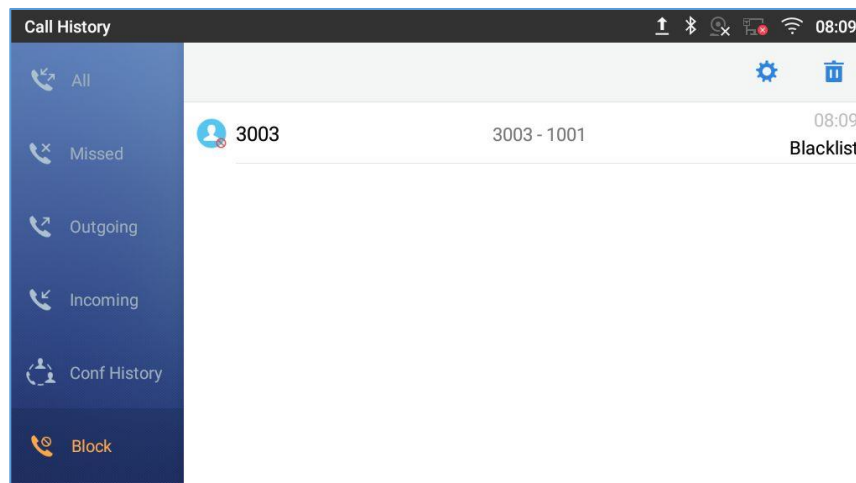 Call History 08:09
All
Missed
Outgoing
Incoming
Conf History
Block
3003 3003 - 1001 08:09
Blacklist